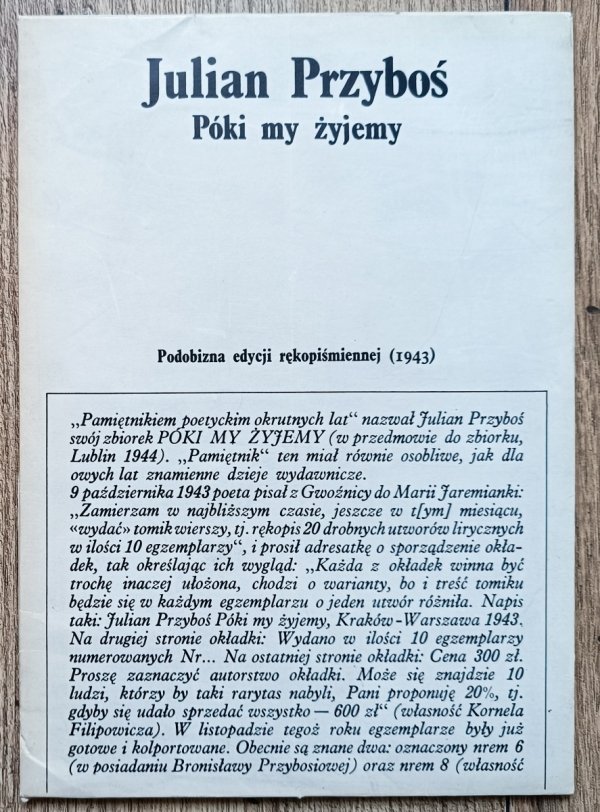 Julian Przyboś
Póki my żyjemy
Podobizna edycji rękopiśmiennej (1943)
„Pamiętnikiem poetyckim okrutnych lat“ nazwał Julian Przyboś
swój zbiorek PÓKI MY ŻYJEMY (w przedmowie do zbiorku,
Lublin 1944). „Pamiętnik“ ten miał równie osobliwe, jak dla
owych lat znamienne dzieje wydawnicze.
9 października 1943 poeta pisał z Gwoźnicy do Marii Jaremianki:
„Zamierzam w najbliższym czasie, jeszcze w t[ym] miesiącu,
«wydać» tomik wierszy, tj. rękopis 20 drobnych utworów lirycznych
w ilości 10 egzemplarzy“, i prosił adresatkę o sporządzenie okła-
dek, tak określając ich wygląd: „Każda z okładek winna być
trochę inaczej ułożona, chodzi o warianty, bo i treść tomiku
będzie się w każdym egzemplarzu o jeden utwór różniła. Napis
taki: Julian Przyboś Póki my żyjemy, Kraków-Warszawa 1943.
Na drugiej stronie okładki: Wydano w ilości 10 egzemplarzy
numerowanych Nr... Na ostatniej stronie okładki: Cena 300 zł.
Proszę zaznaczyć autorstwo okładki. Może się znajdzie 10
ludzi, którzy by taki rarytas nabyli, Pani proponuję 20%, tj.
gdyby się udało sprzedać wszystko — 600 zł“ (własność Kornela
Filipowicza). W listopadzie tegoż roku egzemplarze były już
gotowe i kolportowane. Obecnie są znane dwa: oznaczony nrem 6
(w posiadaniu Bronisławy Przybosiowej) oraz nrem 8 (własność